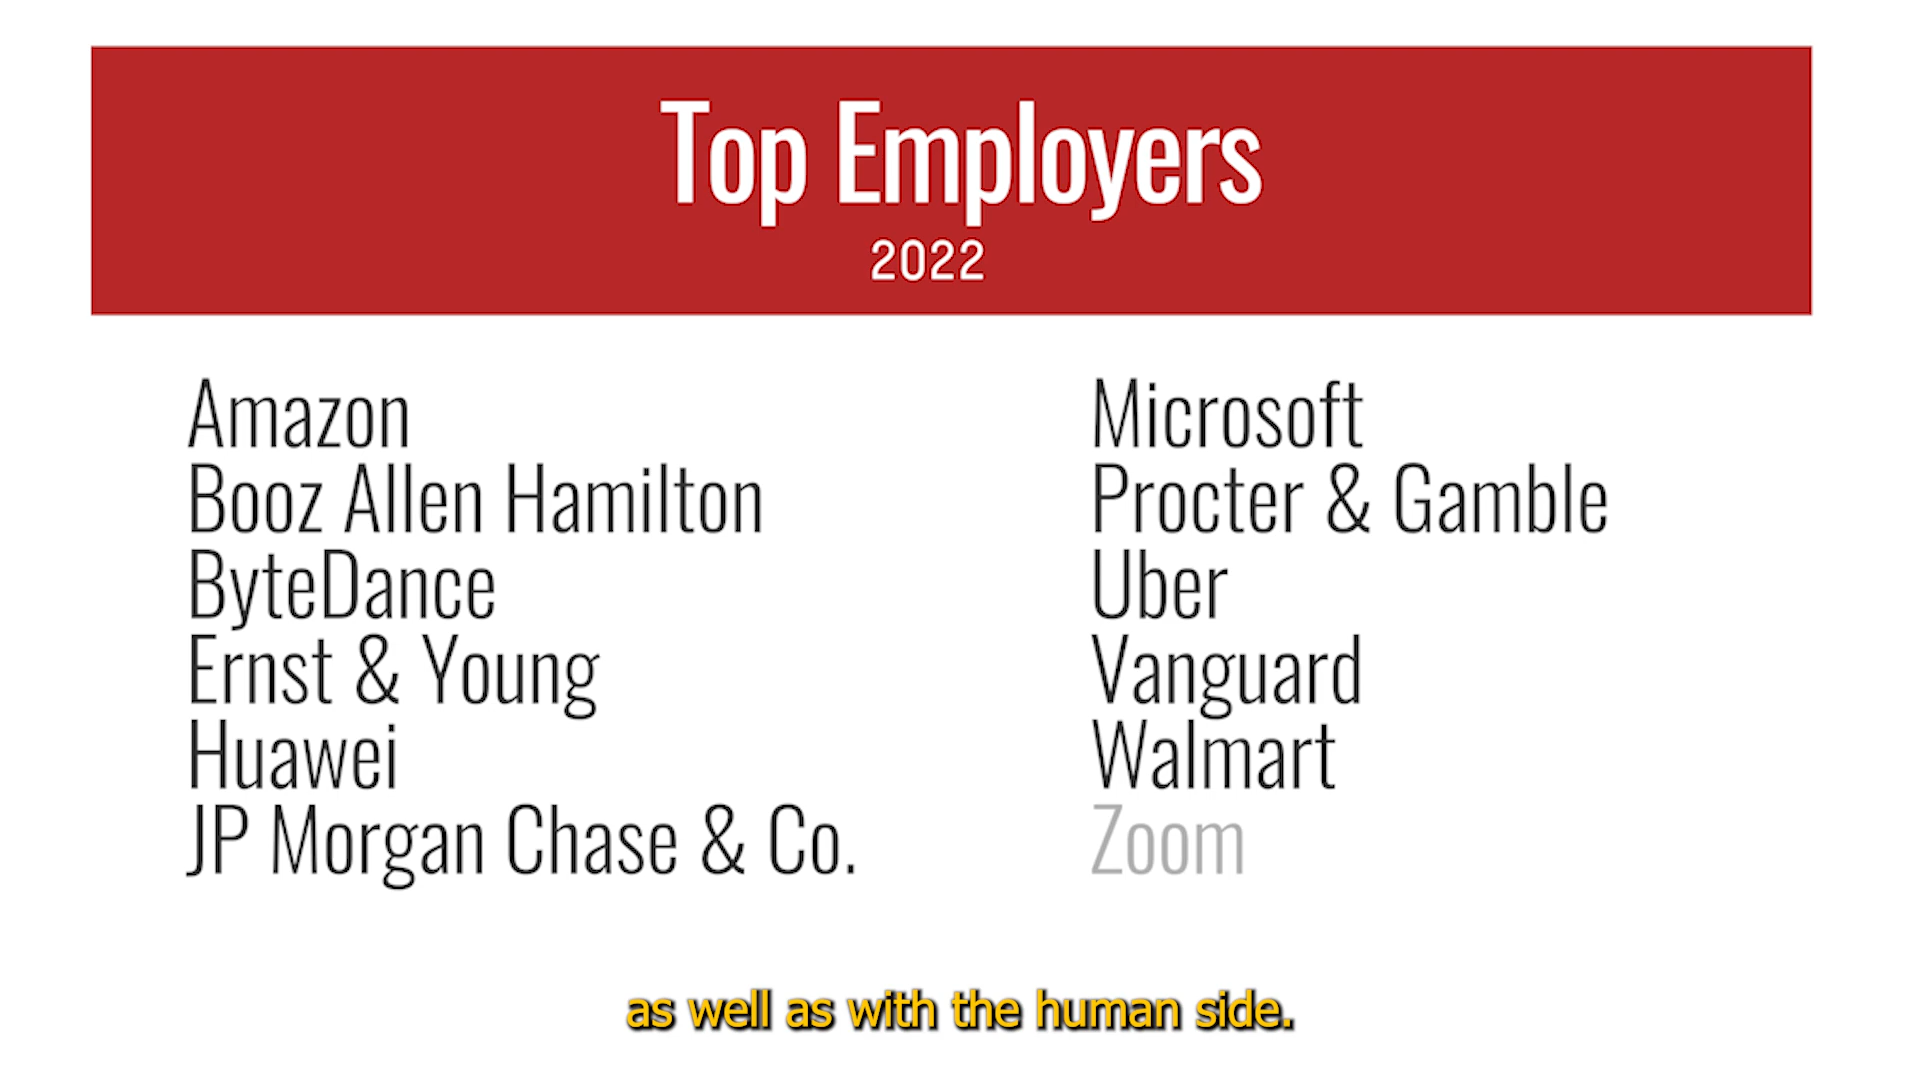 Top Employers
2022
Amazon
Booz Allen Hamilton
ByteDance
Ernst & Young
Huawei
JP Morgan Chase & Co.
Microsoft
Procter & Gamble
Uber
Vanguard
Walmart
Zoom
as well as with the human side.